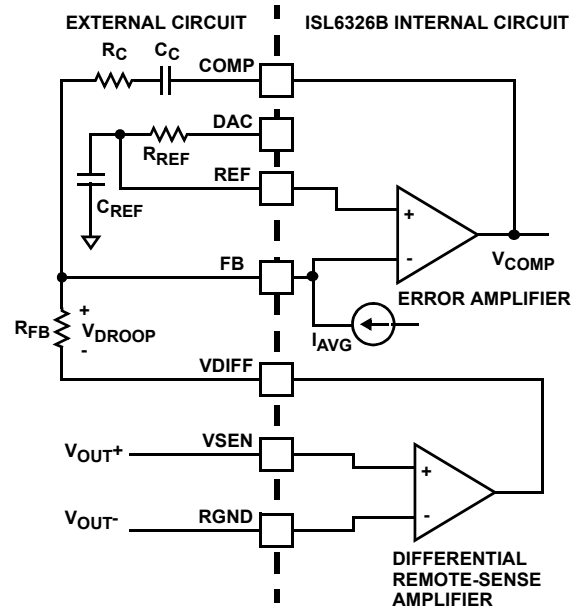 EXTERNAL CIRCUIT
ISL6326B INTERNAL CIRCUIT
RC
CC
COMP
DAC
RREF
REF
CREF
+
-
VCOMP
FB
ERROR AMPLIFIER
IAVG
RFB
+
VDROOP
-
VDIFF
VOUT+
VSEN
+
VOUT-
RGND
-
DIFFERENTIAL
REMOTE-SENSE
AMPLIFIER